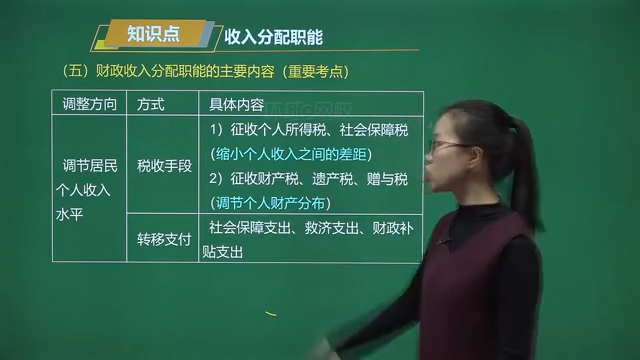 知识点 收入分配职能
（五）财政收入分配职能的主要内容（重要考点）
调整方向 方式 具体内容
调节居民个人收入水平
税收手段
1）征收个人所得税、社会保障税
（缩小个人收入之间的差距）
2）征收财产税、遗产税、赠与税
（调节个人财产分布）
转移支付
社会保障支出、救济支出、财政补
贴支出